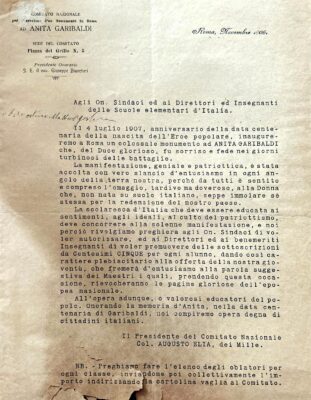 COMITATO NAZIONALE
per Monumento in Roma
AD ANITA GARIBALDI
SEDE DEL COMITATO
Piazza del Grillo N. 5
Presidente Onorario
S. E. il Giuseppe
Roma, Novembre 1906.
Agli On. Sindaci ed ai Direttori ed Insegnanti
delle Scuole elementari d'Italia.
Il 4 luglio 1907, anniversario della data cente-
naria della nascita dell'Eroe popolare, inaugure-
remo a Roma un colossale monumento ad ANITA GARIBALDI
che, del Duce glorioso, fu sorriso e fede nei giorni
turbinosi delle battaglie.
La manifestazione, geniale e patriottica, è stata
accolta con vero slancio d'entusiasmo in ogni an-
golo della terra nostra, perchè da tutti è sentito
e compreso l'omaggio, tardivo ma doveroso, alla Donna
che, non nata su suolo italiano, seppe immolare sè
stessa per la redenzione del nostro paese.
La scolaresca d'Italia che deve essere educata ai
sentimenti, agli ideali, al culto del patriottismo,
deve concorrere alla solenne manifestazione, e noi
perciò rivolgiamo preghiera agli On. Sindaci di vo-
ler autorizzare, ed ai Direttori ed ai benemeriti
Insegnanti di voler promuovere delle sottoscrizioni
da Centesimi CINQUE per ogni alunno, dando così ca-
rattere plebiscitario alla offerta della nostra gio-
ventù, che fremerà d'entusiasmo alla parola sugge-
stiva dei Maestri i quali, prendendo questa occa-
sione, rievocheranno le pagine gloriose dell'epo-
pea nazionale.
All'opera adunque, o valorosi educatori del po-
polo. Onorando la memoria d'Anita, nella data cen-
tenaria di Garibaldi, noi compiremo opera degna di
cittadini italiani.
Il Presidente del Comitato Nazionale
Col. AUGUSTO ELIA, dei Mille.
NB. - Preghiamo fare l'elenco degli oblatori per
ogni classe, inviandone poi collettivamente l'im-
porto indirizzando la cartolina vaglia al Comitato.